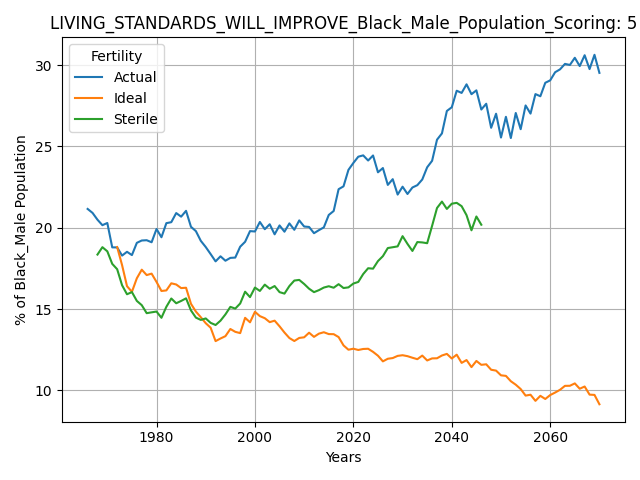 LIVING_STANDARDS_WILL_IMPROVE_Black_Male_Population_Scoring: 5
Fertility
Actual
Ideal
Sterile
% of Black_Male Population
30
25
20
15
10
1980
2000
2020
2040
2060
Years